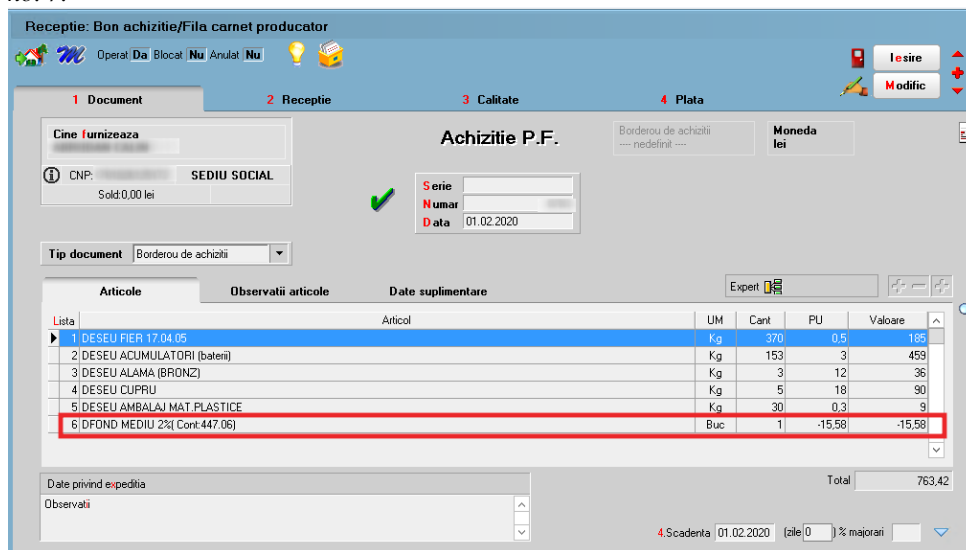 Receptie: Bon achizitie/Fila carnet producator
Operat Da Blocat Nu Anulat Nu
Iesire
Modific
1 Document 2 Receptie 3 Calitate 4 Plata
Cine furnizeaza
CNP: SEDIU SOCIAL
Sold:0,00 lei
Achizitie P.F.
Serie
Numar
Data 01.02.2020
Borderou de achizitii
---- nedefinit ----
Moneda
lei
Tip document Borderou de achizitii
Articole Observatii articole Date suplimentare
Expert
Lista Articol UM Cant PU Valoare
1 DESEU FIER 17.04.05 Kg 370 0,5 185
2 DESEU ACUMULATORI (baterii) Kg 153 3 459
3 DESEU ALAMA (BRONZ) Kg 3 12 36
4 DESEU CUPRU Kg 5 18 90
5 DESEU AMBALAJ MAT.PLASTICE Kg 30 0,3 9
6 DFOND MEDIU 2%( Cont:447.06) Buc 1 -15,58 -15,58
Date privind expeditia
Observatii
Total 763,42
4.Scadenta 01.02.2020 (zile 0 ) % majorari